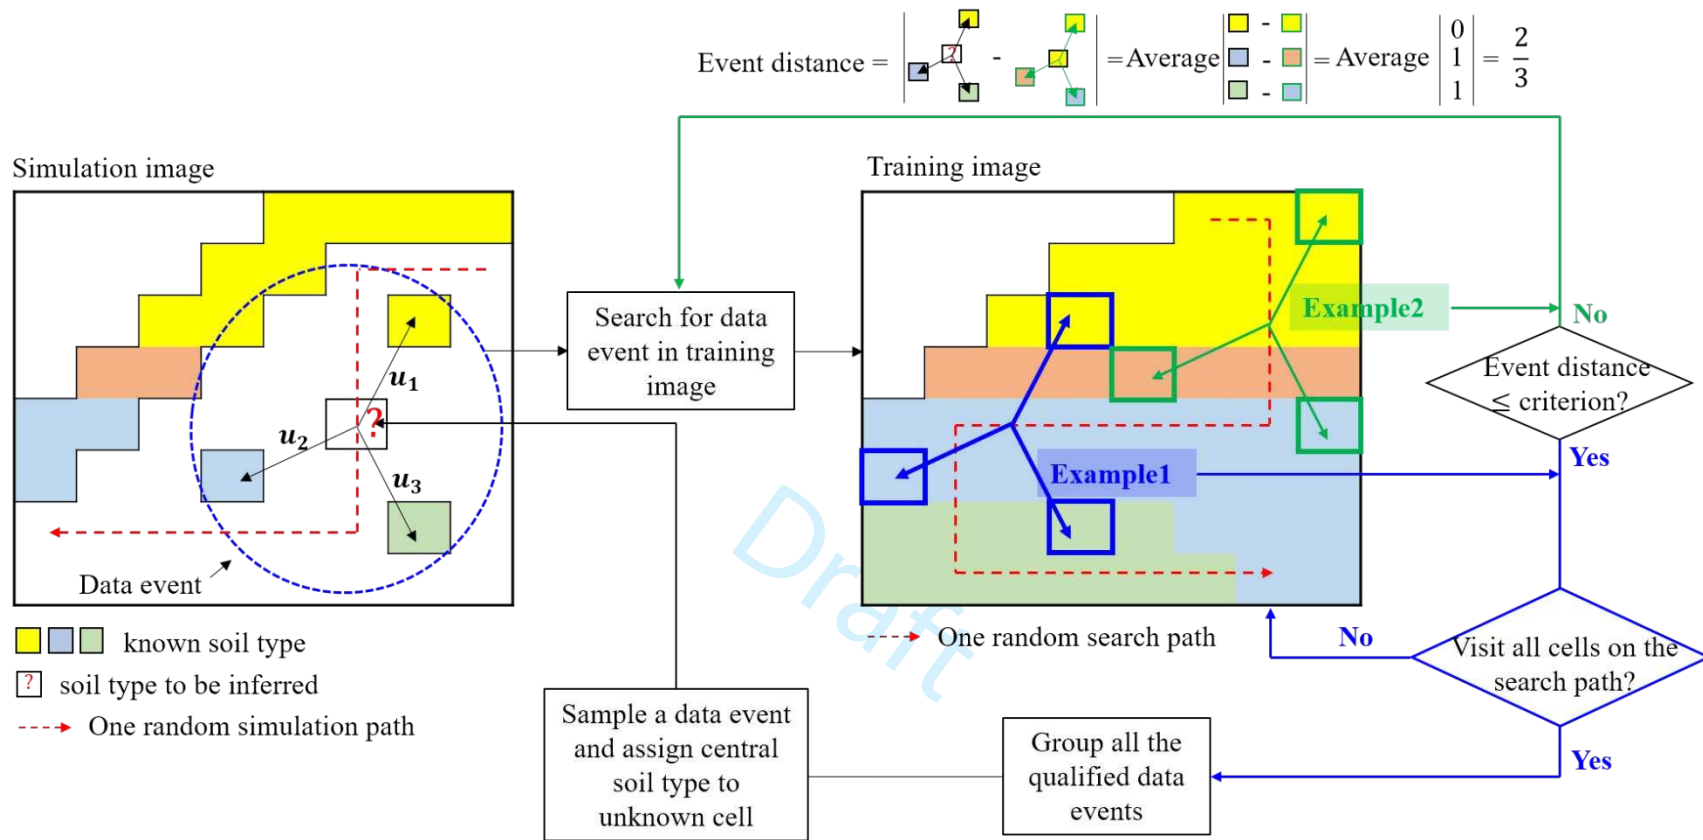 Event distance = | ? - | = Average | - - - | = Average | 0 1 1 | = 2/3
Simulation image
Training image
Search for data
event in training
image
Example2
No
Event distance
≤ criterion?
Yes
u1
?
u2
u3
Example1
Data event
Draft
known soil type
? soil type to be inferred
One random simulation path
One random search path
No
Visit all cells on the
search path?
Yes
Sample a data event
and assign central
soil type to
unknown cell
Group all the
qualified data
events